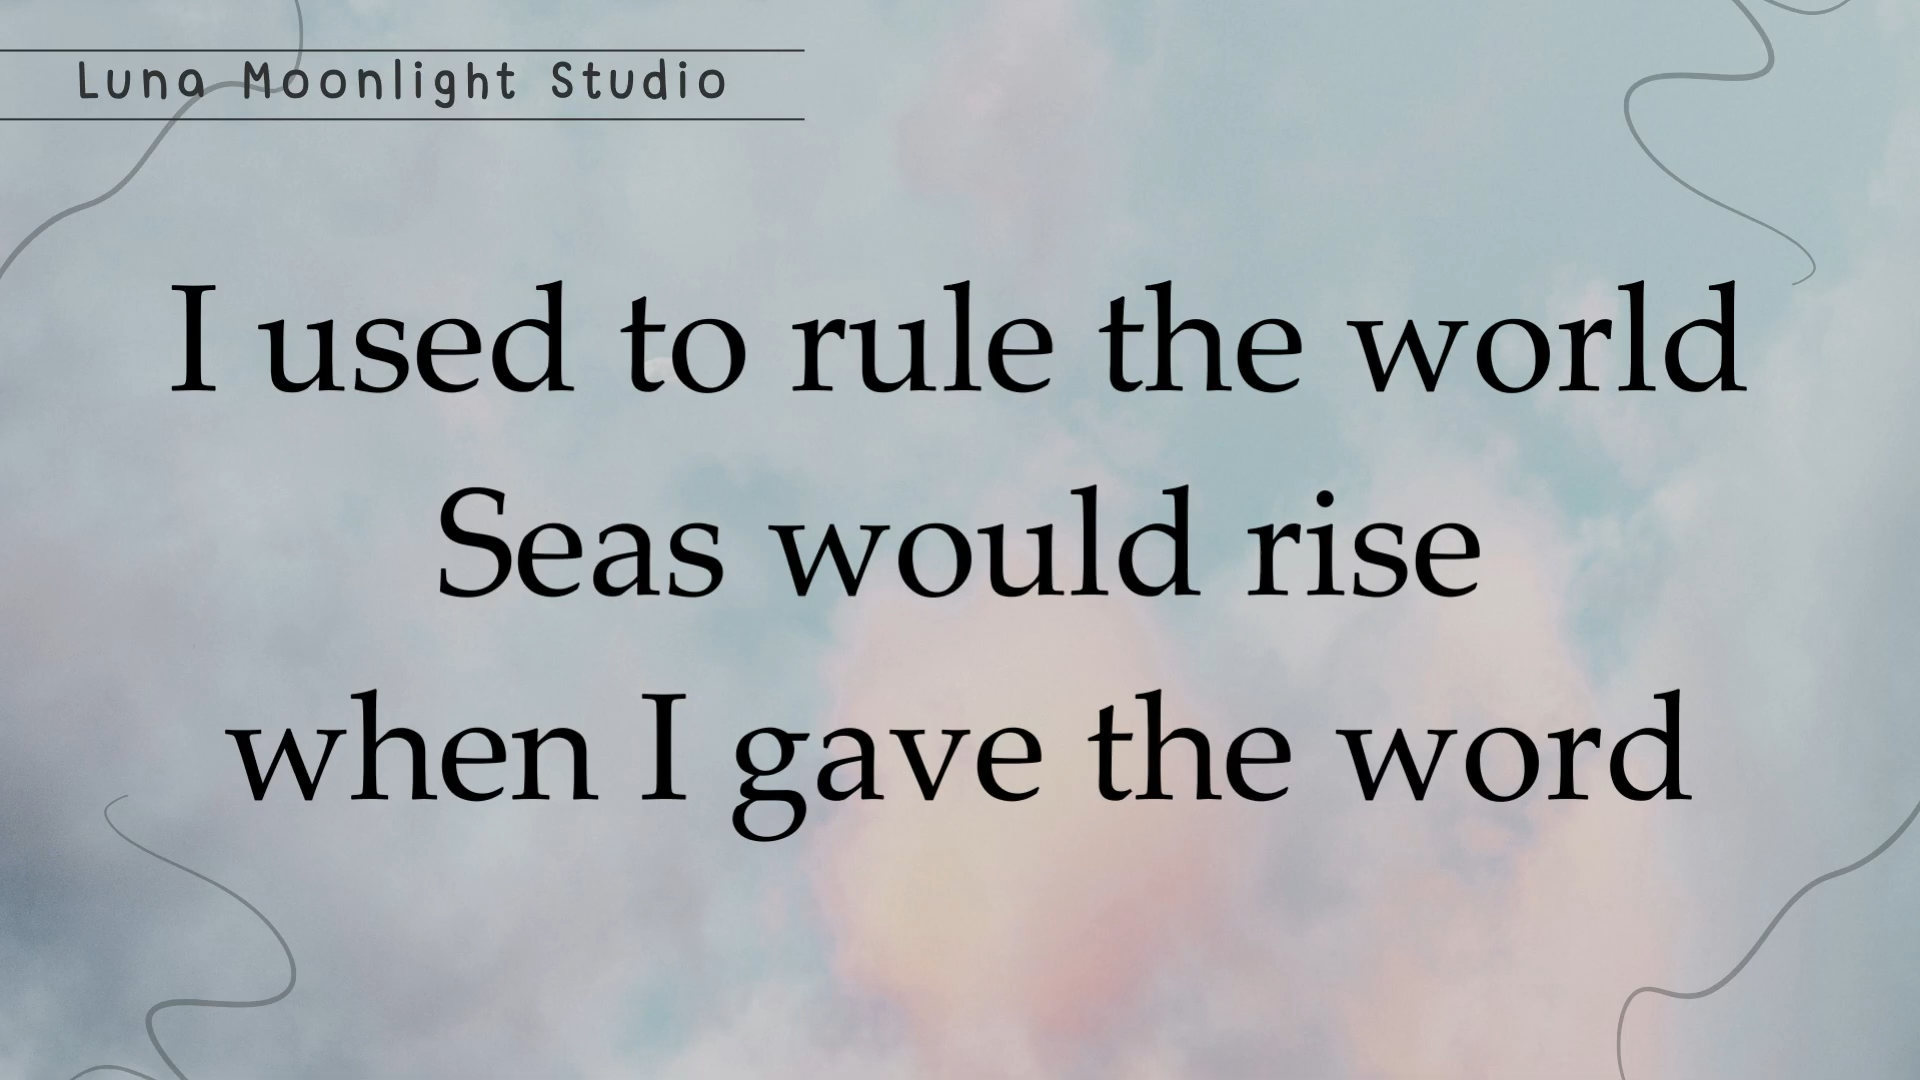 Luna Moonlight Studio
I used to rule the world
Seas would rise
when I gave the word